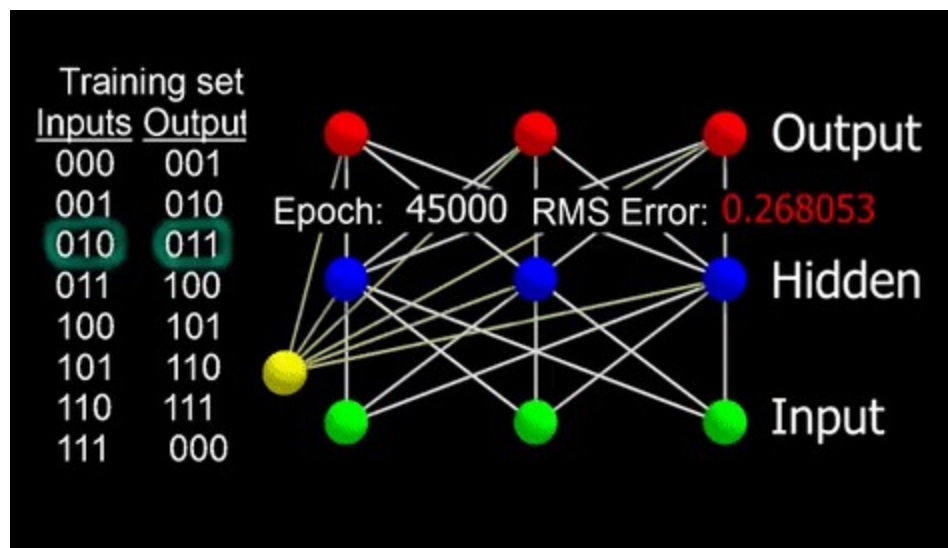 Training set
Inputs Output
000 001
001 010
010 011
011 100
100 101
101 110
110 111
111 000
Output
Epoch: 45000 RMS Error: 0.268053
Hidden
Input